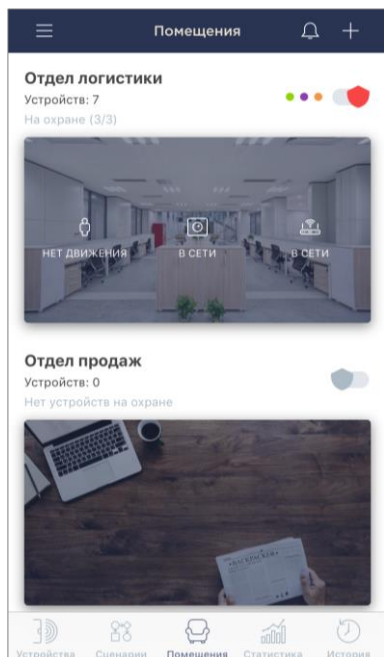 Помещения
Отдел логистики
Устройств: 7
На охране (3/3)
НЕТ ДВИЖЕНИЯ
В СЕТИ
В СЕТИ
Отдел продаж
Устройств: 0
Нет устройств на охране
Устройства
Сценарии
Помещения
Статистика
История